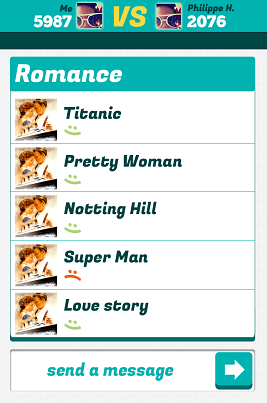 Me
5987
VS
Philippe H.
2076
Romance
Titanic
Pretty Woman
Notting Hill
Super Man
Love story
send a message